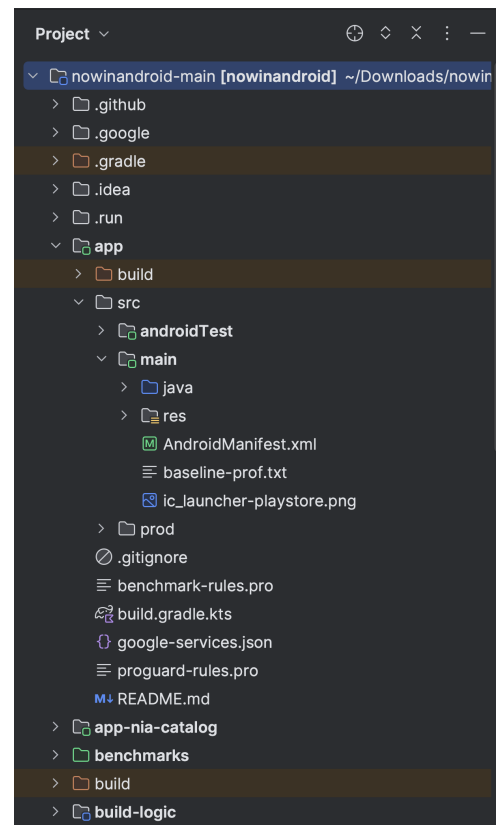 Project
nowinandroid-main [nowinandroid] ~/Downloads/nowin
.github
.google
.gradle
.idea
.run
app
build
src
androidTest
main
java
res
M AndroidManifest.xml
baseline-prof.txt
ic_launcher-playstore.png
prod
.gitignore
benchmark-rules.pro
build.gradle.kts
{} google-services.json
proguard-rules.pro
M↓ README.md
app-nia-catalog
benchmarks
build
build-logic